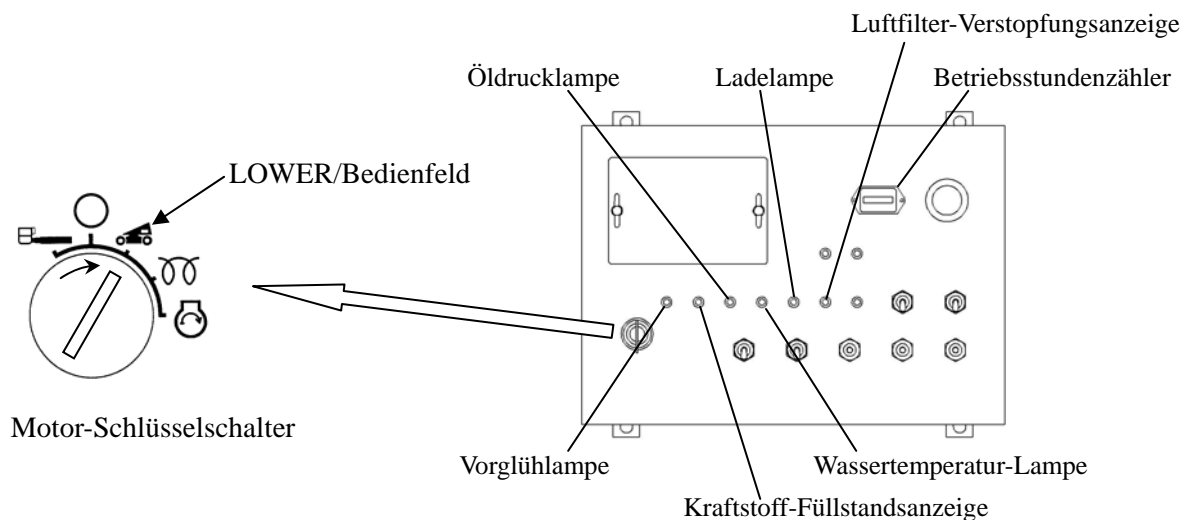 Luftfilter-Verstopfungsanzeige
Öldrucklampe
Ladelampe
Betriebsstundenzähler
LOWER/Bedienfeld
Motor-Schlüsselschalter
Vorglühlampe
Wassertemperatur-Lampe
Kraftstoff-Füllstandsanzeige